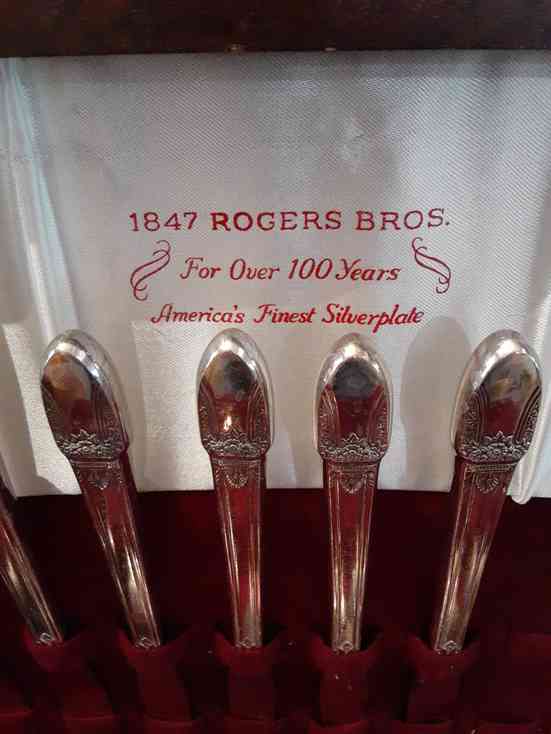 1847 ROGERS BROS.
For Over 100 Years
America's Finest Silverplate